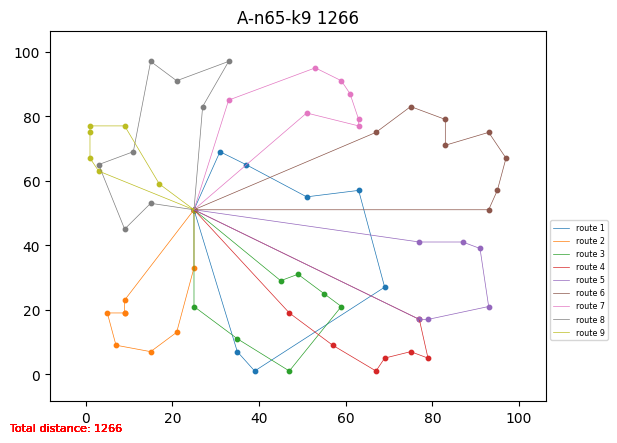 A-n65-k9 1266
100
80
60
40
20
0
0 20 40 60 80 100
route 1
route 2
route 3
route 4
route 5
route 6
route 7
route 8
route 9
Total distance: 1266